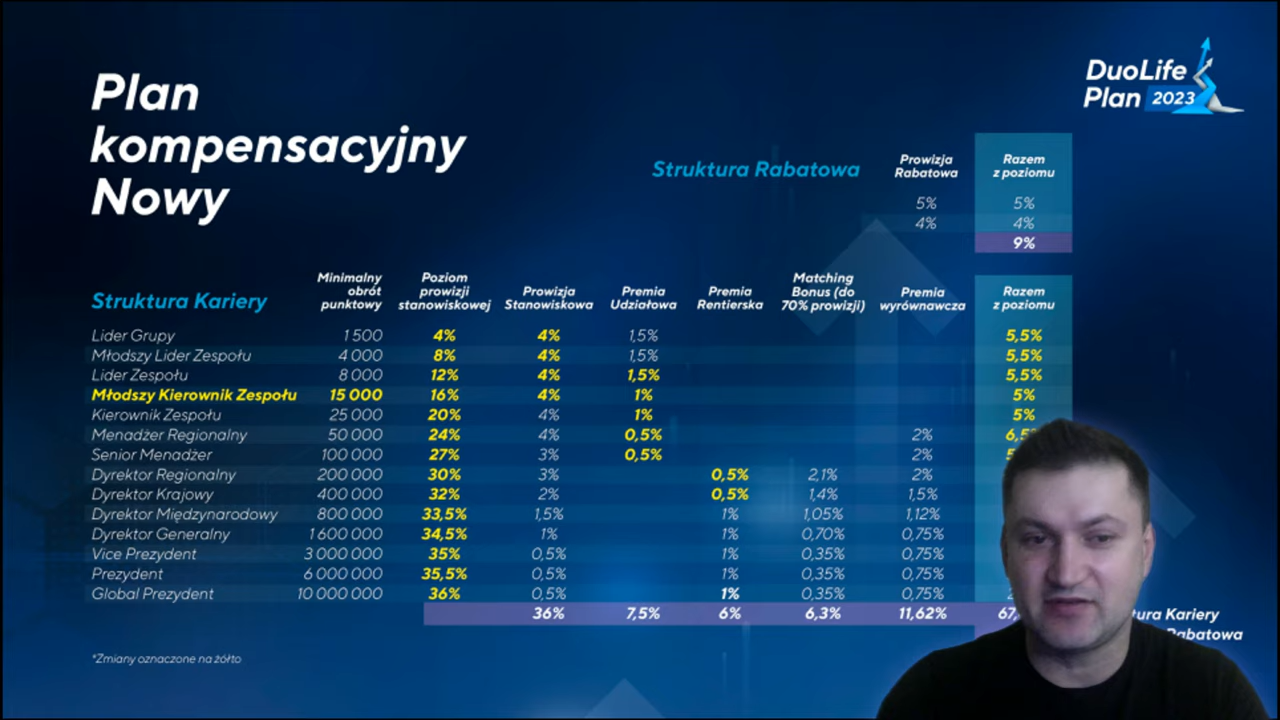 Plan
kompensacyjny
Nowy
DuoLife
Plan 2023
Struktura Rabatowa
Prowizja
Rabatowa
Razem
z poziomu
5% 5%
4% 4%
9%
Struktura Kariery
Minimalny
obrót
punktowy
Poziom
prowizji
stanowiskowej
Prowizja
Stanowiskowa
Premia
Udziałowa
Premia
Rentierska
Matching
Bonus (do
70% prowizji)
Premia
wyrównawcza
Razem
z poziomu
Lider Grupy 1 500 4% 4% 1,5% 5,5%
Młodszy Lider Zespołu 4 000 8% 4% 1,5% 5,5%
Lider Zespołu 8 000 12% 4% 1,5% 5,5%
Młodszy Kierownik Zespołu 15 000 16% 4% 1% 5%
Kierownik Zespołu 25 000 20% 4% 1% 5%
Menadżer Regionalny 50 000 24% 4% 0,5% 2%
Senior Menadżer 100 000 27% 3% 0,5% 2%
Dyrektor Regionalny 200 000 30% 3% 0,5% 2,1% 2%
Dyrektor Krajowy 400 000 32% 2% 0,5% 1,4% 1,5%
Dyrektor Międzynarodowy 800 000 33,5% 1,5% 1% 1,05% 1,12%
Dyrektor Generalny 1 600 000 34,5% 1% 1% 0,70% 0,75%
Vice Prezydent 3 000 000 35% 0,5% 1% 0,35% 0,75%
Prezydent 6 000 000 35,5% 0,5% 1% 0,35% 0,75%
Global Prezydent 10 000 000 36% 0,5% 1% 0,35% 0,75%
36% 7,5% 6% 6,3% 11,62% Kariery
Rabatowa
*Zmiany oznaczone na żółto